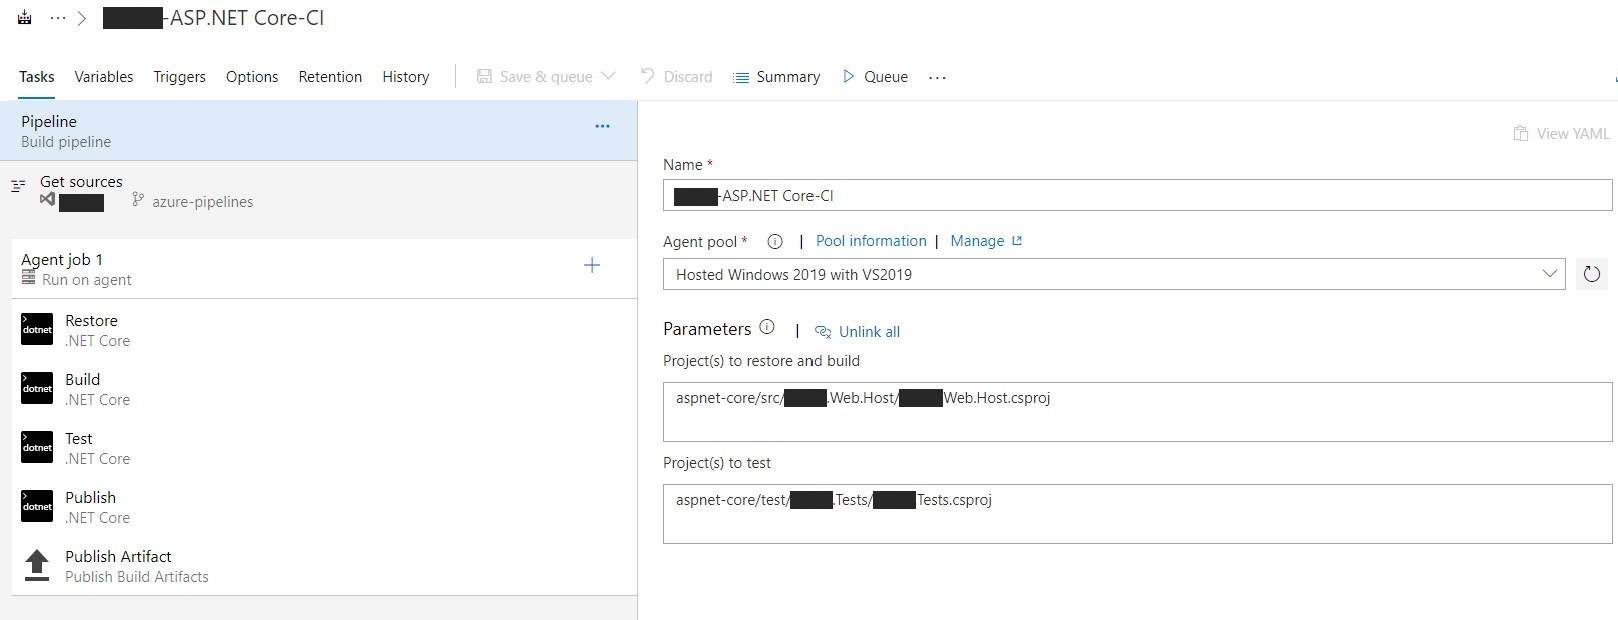 ··· > -ASP.NET Core-CI
Tasks Variables Triggers Options Retention History Save & queue Discard Summary Queue ···
Pipeline
Build pipeline
···
Get sources
azure-pipelines
Agent job 1
Run on agent
+
dotnet Restore
.NET Core
dotnet Build
.NET Core
dotnet Test
.NET Core
dotnet Publish
.NET Core
Publish Artifact
Publish Build Artifacts
View YAML
Name *
-ASP.NET Core-CI
Agent pool * | Pool information | Manage
Hosted Windows 2019 with VS2019
Parameters | Unlink all
Project(s) to restore and build
aspnet-core/src/ .Web.Host/ Web.Host.csproj
Project(s) to test
aspnet-core/test/ .Tests/ .Tests.csproj